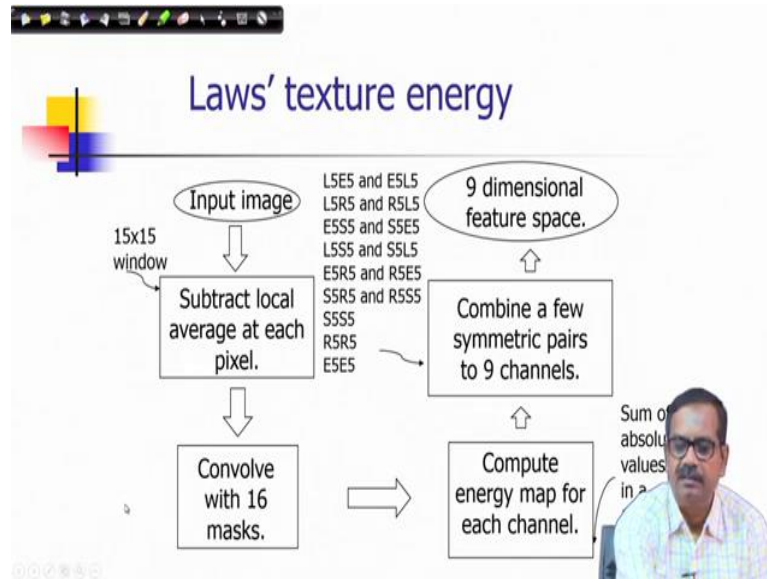 Laws' texture energy
Input image
15x15
window
Subtract local
average at each
pixel.
Convolve
with 16
masks.
L5E5 and E5L5
L5R5 and R5L5
E5S5 and S5E5
L5S5 and S5L5
E5R5 and R5E5
S5R5 and R5S5
S5S5
R5R5
E5E5
9 dimensional
feature space.
Combine a few
symmetric pairs
to 9 channels.
Compute
energy map for
each channel.
Sum
values
in a